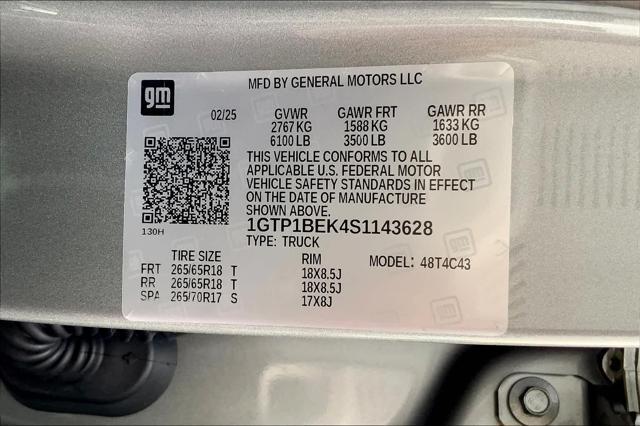 MFD BY GENERAL MOTORS LLC
gm
02/25 GVWR GAWR FRT GAWR RR
2767 KG 1588 KG 1633 KG
6100 LB 3500 LB 3600 LB
THIS VEHICLE CONFORMS TO ALL
APPLICABLE U.S. FEDERAL MOTOR
VEHICLE SAFETY STANDARDS IN EFFECT
ON THE DATE OF MANUFACTURE
SHOWN ABOVE.
1GTP1BEK4S1143628
130H
TYPE: TRUCK
TIRE SIZE RIM MODEL: 48T4C43
FRT 265/65R18 T 18X8.5J
RR 265/65R18 T 18X8.5J
SPA 265/70R17 S 17X8J